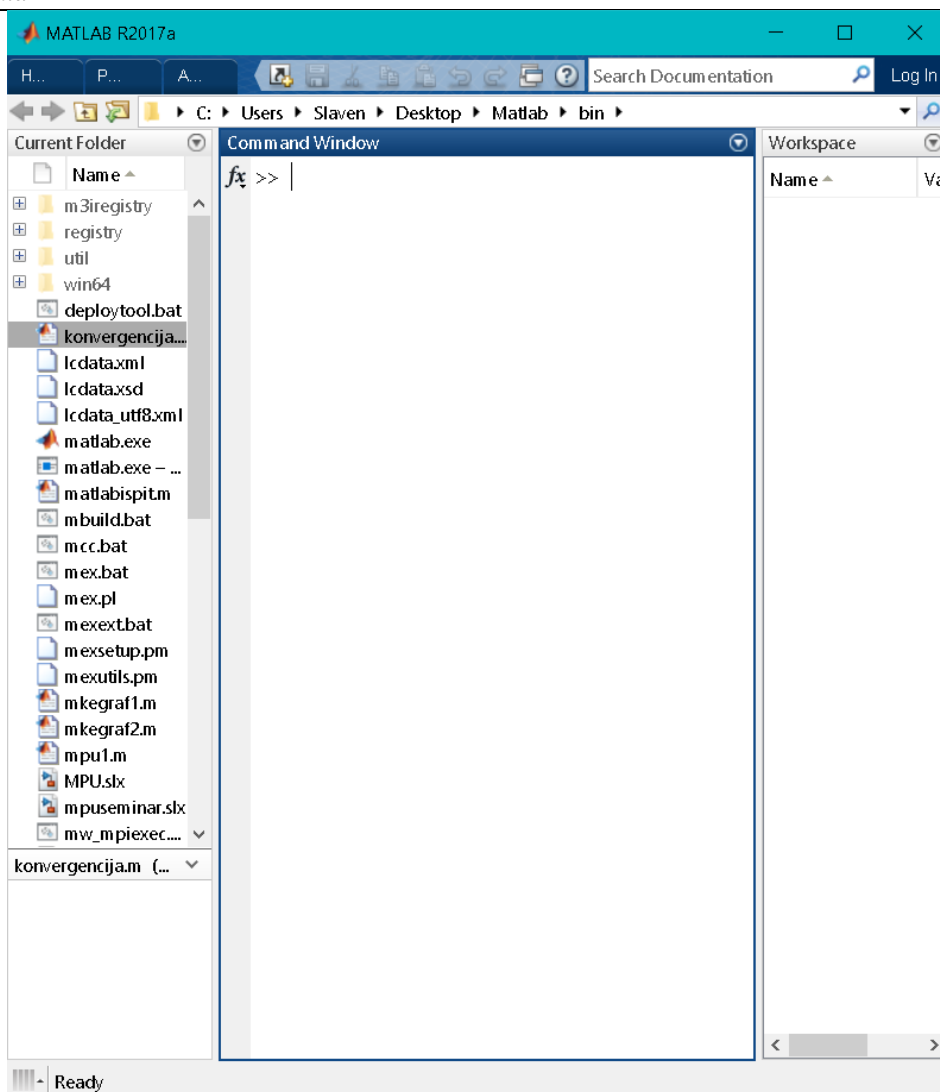 MATLAB R2017a
H... P... A... Search Documentation Log In
C: Users Slaven Desktop Matlab bin
Current Folder
Name
m3iregistry
registry
util
win64
deploytool.bat
konvergencija....
lcdata.xml
lcdata.xsd
lcdata_utf8.xml
matlab.exe
matlab.exe – ...
matlabispit.m
mbuild.bat
mcc.bat
mex.bat
mex.pl
mexext.bat
mexsetup.pm
mexutils.pm
mkegraf1.m
mkegraf2.m
mpu1.m
MPU.slx
mpuseminar.slx
mw_mpiexec....
konvergencija.m (...
Command Window
fx >>
Workspace
Name Va
Ready